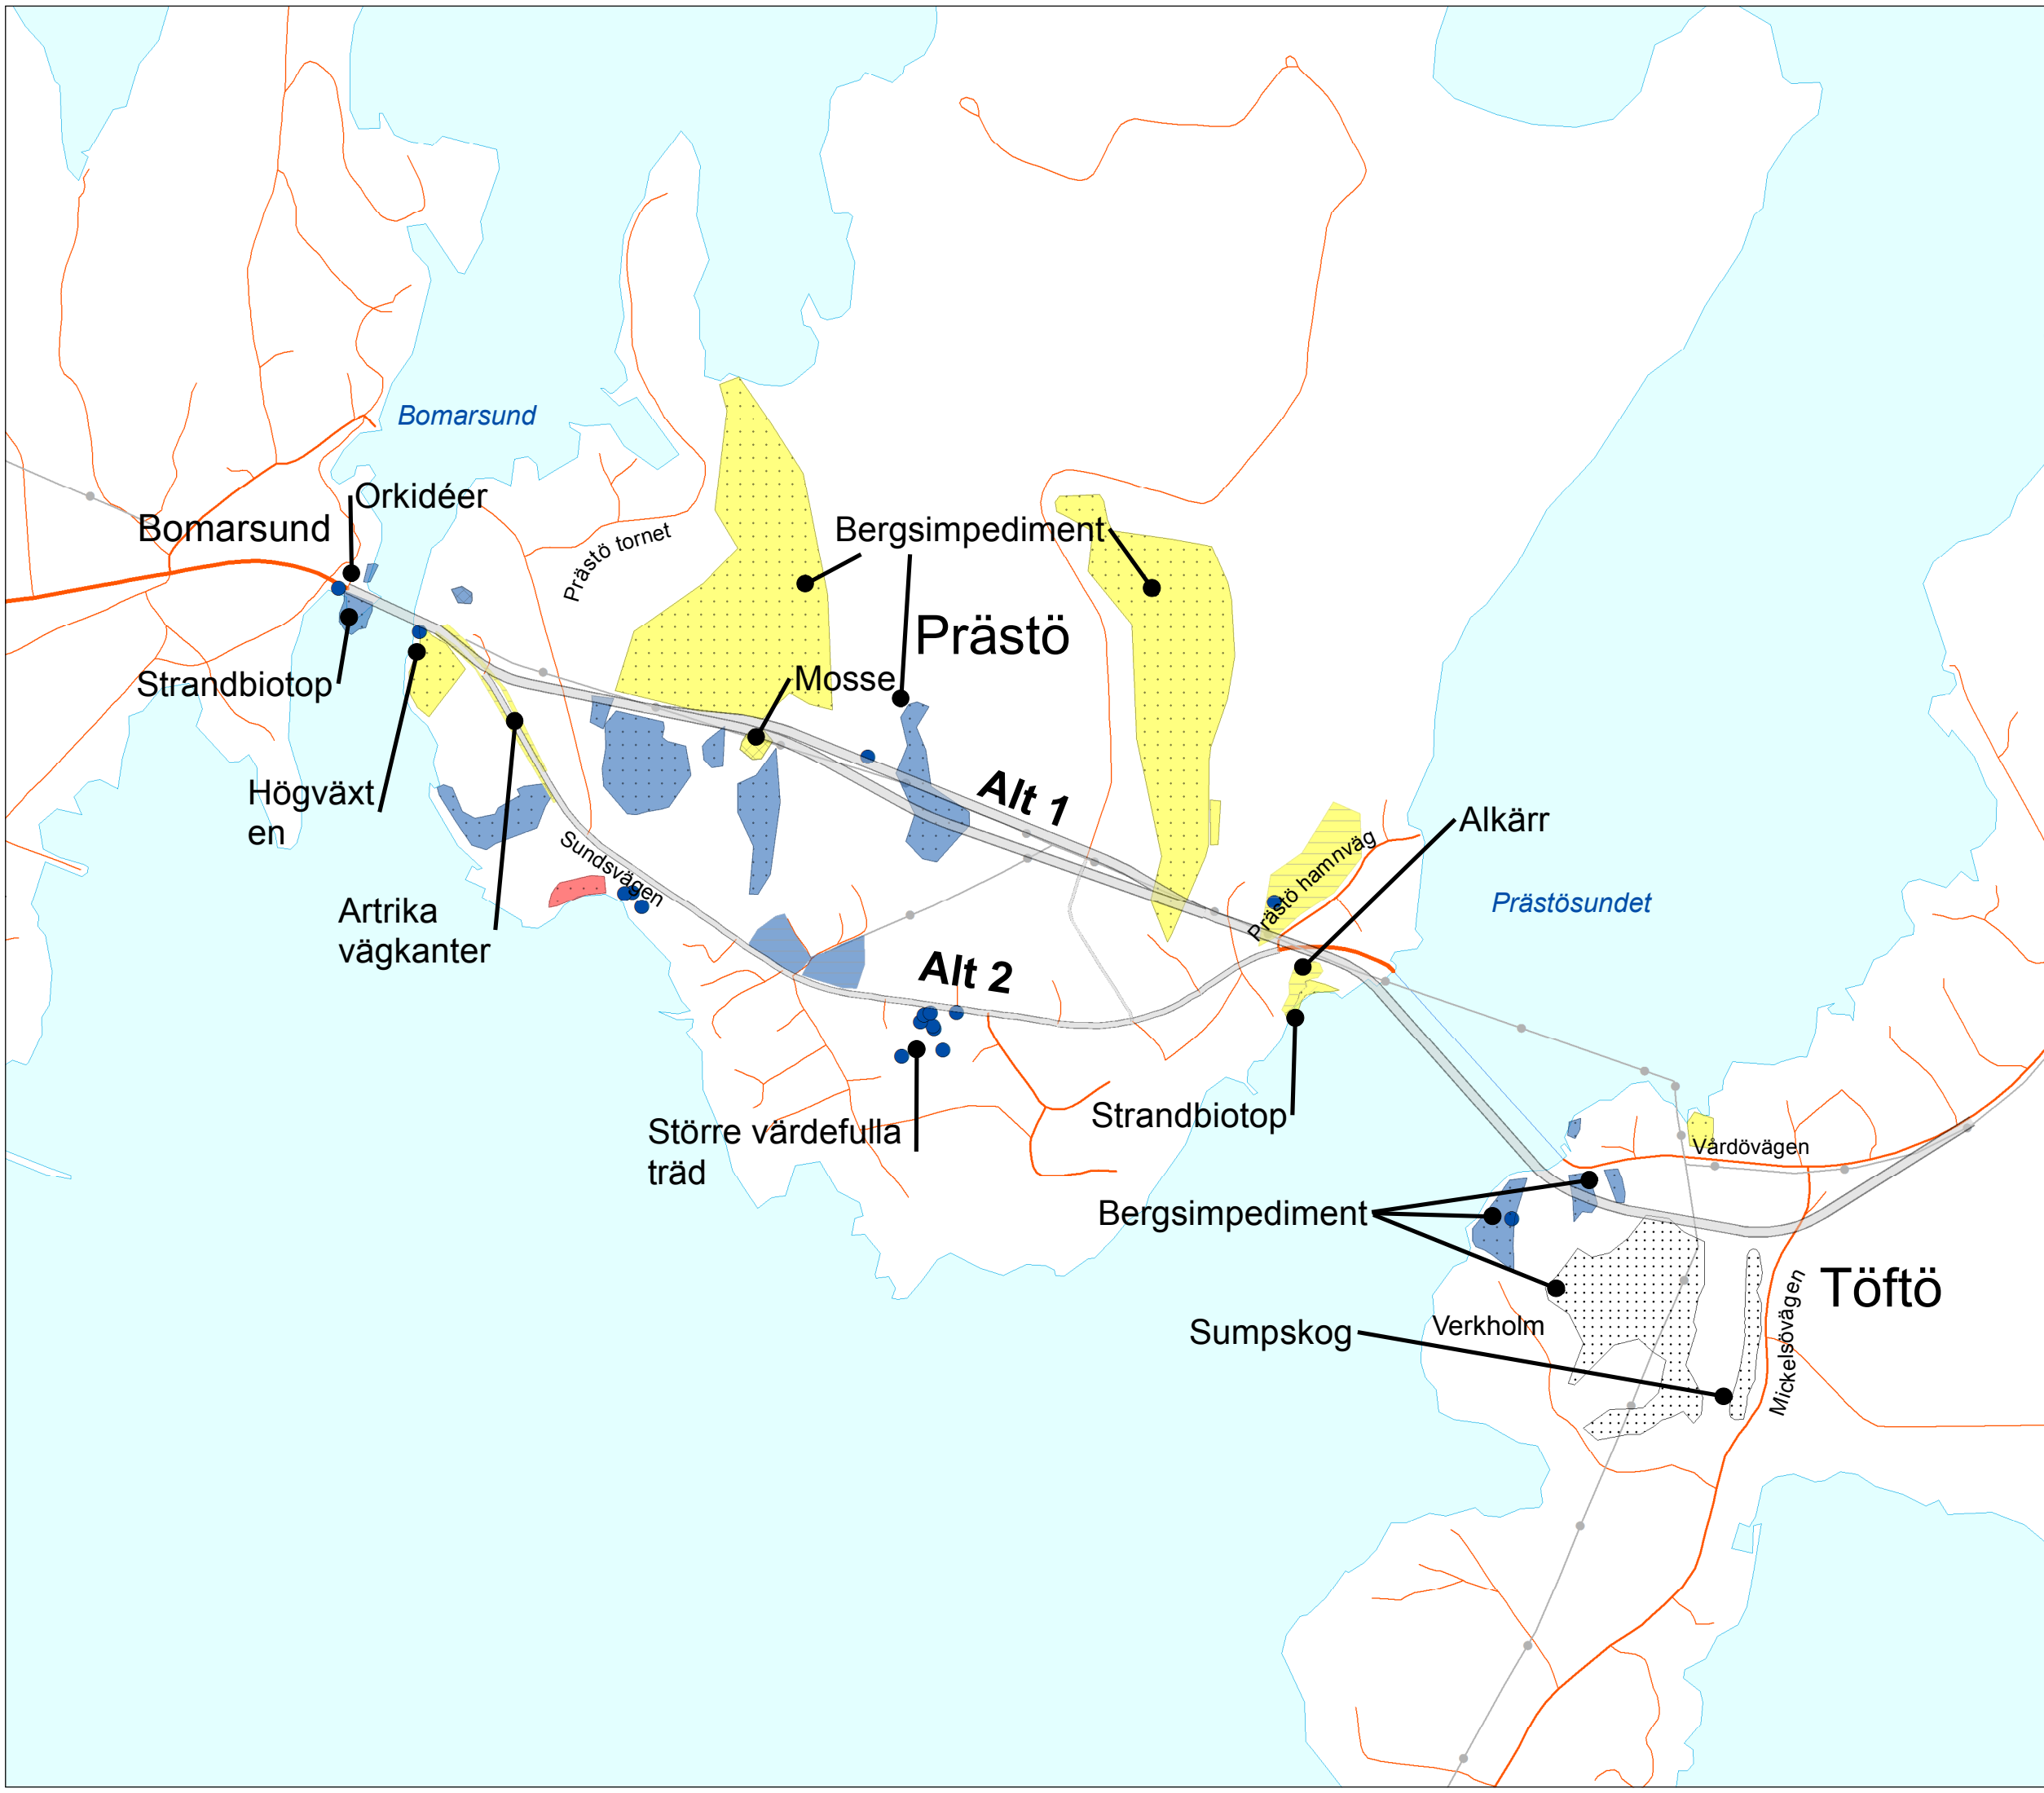 Bomarsund
Orkidéer
Bomarsund
Bergsimpediment
Prästö tornet
Prästö
Mosse
Strandbiotop
Högväxt
en
Alt 1
Alkärr
Sundsvägen
Prästö hamnväg
Artrika
vägkanter
Prästösundet
Alt 2
Större värdefulla
träd
Strandbiotop
Vårdövägen
Bergsimpediment
Töftö
Sumpskog
Verkholm
Mickelsövägen